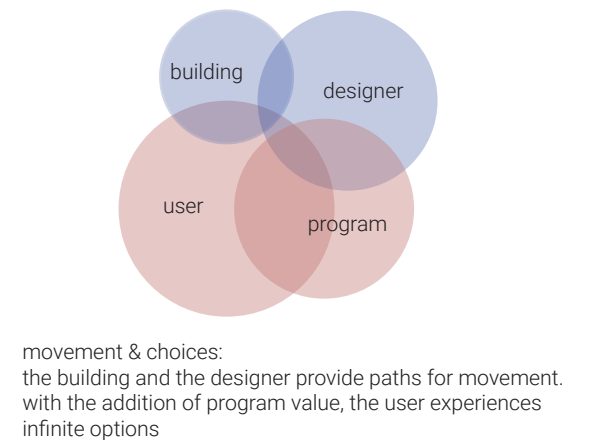 building
designer
user
program
movement & choices:
the building and the designer provide paths for movement.
with the addition of program value, the user experiences
infinite options